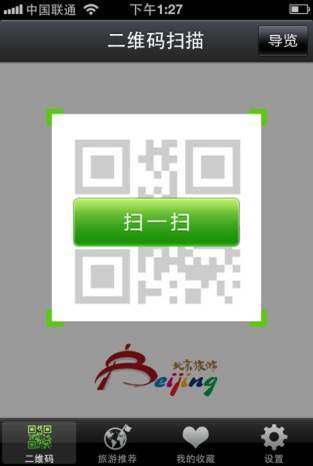 中国联通 下午1:27
二维码扫描 导览
扫一扫
北京旅游
Beijing
二维码 旅游推荐 我的收藏 设置